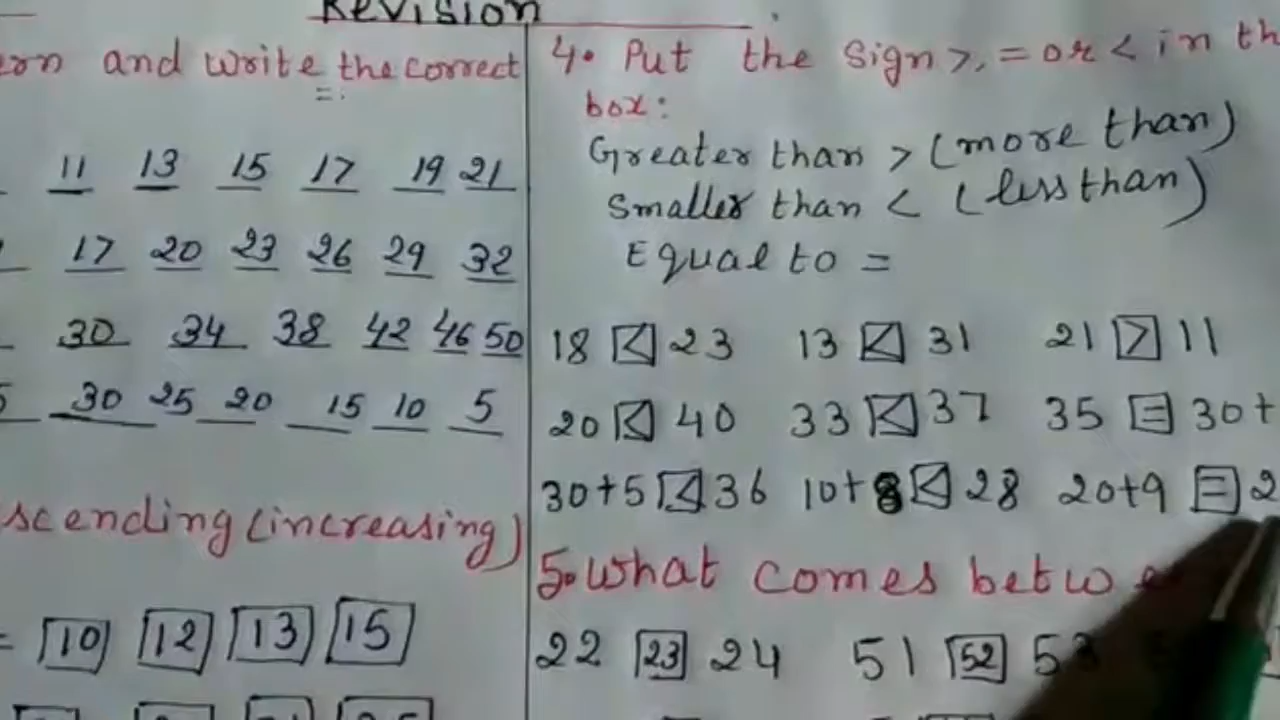 Revision
and write the correct
11 13 15 17 19 21
17 20 23 26 29 32
30 34 38 42 46 50
30 25 20 15 10 5
scending (increasing)
= 10 12 13 15
4. Put the sign >, = or < in th
box:
Greater than > (more than)
Smaller than < (less than)
Equal to =
18 < 23 13 < 31 21 > 11
20 < 40 33 < 37 35 = 30+
30+5 < 36 10+8 < 28 20+9 = 2
5. What comes betwe
22 23 24 51 52 53